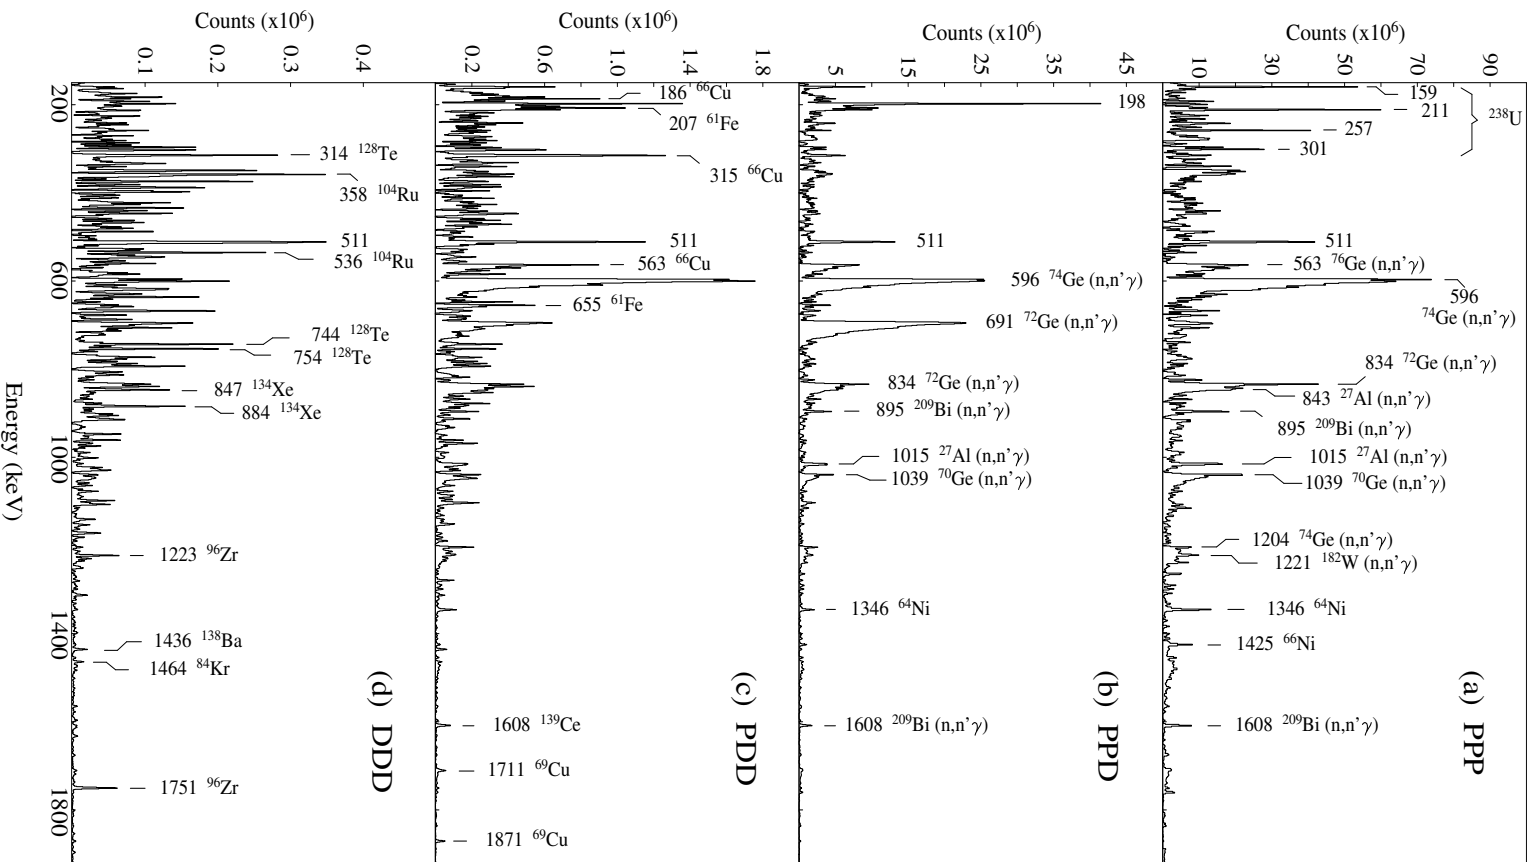 Counts (x10⁶)
10 30 50 70 90
159
211
²³⁸U
257
301
511
563 ⁷⁶Ge (n,n’γ)
596
⁷⁴Ge (n,n’γ)
834 ⁷²Ge (n,n’γ)
843 ²⁷Al (n,n’γ)
895 ²⁰⁹Bi (n,n’γ)
1015 ²⁷Al (n,n’γ)
1039 ⁷⁰Ge (n,n’γ)
1204 ⁷⁴Ge (n,n’γ)
1221 ¹⁸²W (n,n’γ)
1346 ⁶⁴Ni
1425 ⁶⁶Ni
1608 ²⁰⁹Bi (n,n’γ)
(a) PPP
Counts (x10⁶)
5 15 25 35 45
198
511
596 ⁷⁴Ge (n,n’γ)
691 ⁷²Ge (n,n’γ)
834 ⁷²Ge (n,n’γ)
895 ²⁰⁹Bi (n,n’γ)
1015 ²⁷Al (n,n’γ)
1039 ⁷⁰Ge (n,n’γ)
1346 ⁶⁴Ni
1608 ²⁰⁹Bi (n,n’γ)
(b) PPD
Counts (x10⁶)
0.2 0.6 1.0 1.4 1.8
186 ⁶⁶Cu
207 ⁶¹Fe
315 ⁶⁶Cu
511
563 ⁶⁶Cu
655 ⁶¹Fe
1608 ¹³⁹Ce
1711 ⁶⁹Cu
1871 ⁶⁹Cu
(c) PDD
Counts (x10⁶)
0.1 0.2 0.3 0.4
314 ¹²⁸Te
358 ¹⁰⁴Ru
511
536 ¹⁰⁴Ru
744 ¹²⁸Te
754 ¹²⁸Te
847 ¹³⁴Xe
884 ¹³⁴Xe
1223 ⁹⁶Zr
1436 ¹³⁸Ba
1464 ⁸⁴Kr
1751 ⁹⁶Zr
(d) DDD
200 600 1000 1400 1800
Energy (keV)